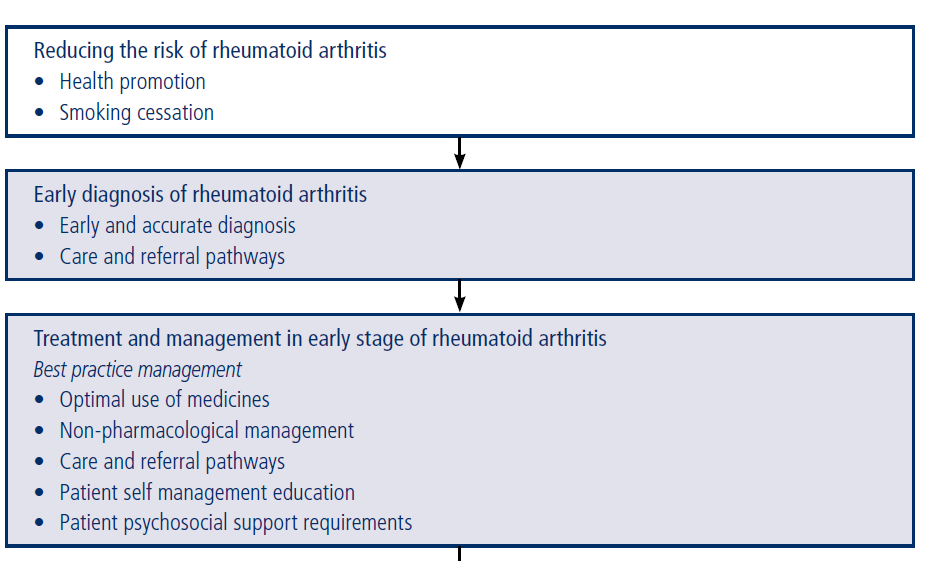 Reducing the risk of rheumatoid arthritis
• Health promotion
• Smoking cessation
Early diagnosis of rheumatoid arthritis
• Early and accurate diagnosis
• Care and referral pathways
Treatment and management in early stage of rheumatoid arthritis
Best practice management
• Optimal use of medicines
• Non-pharmacological management
• Care and referral pathways
• Patient self management education
• Patient psychosocial support requirements